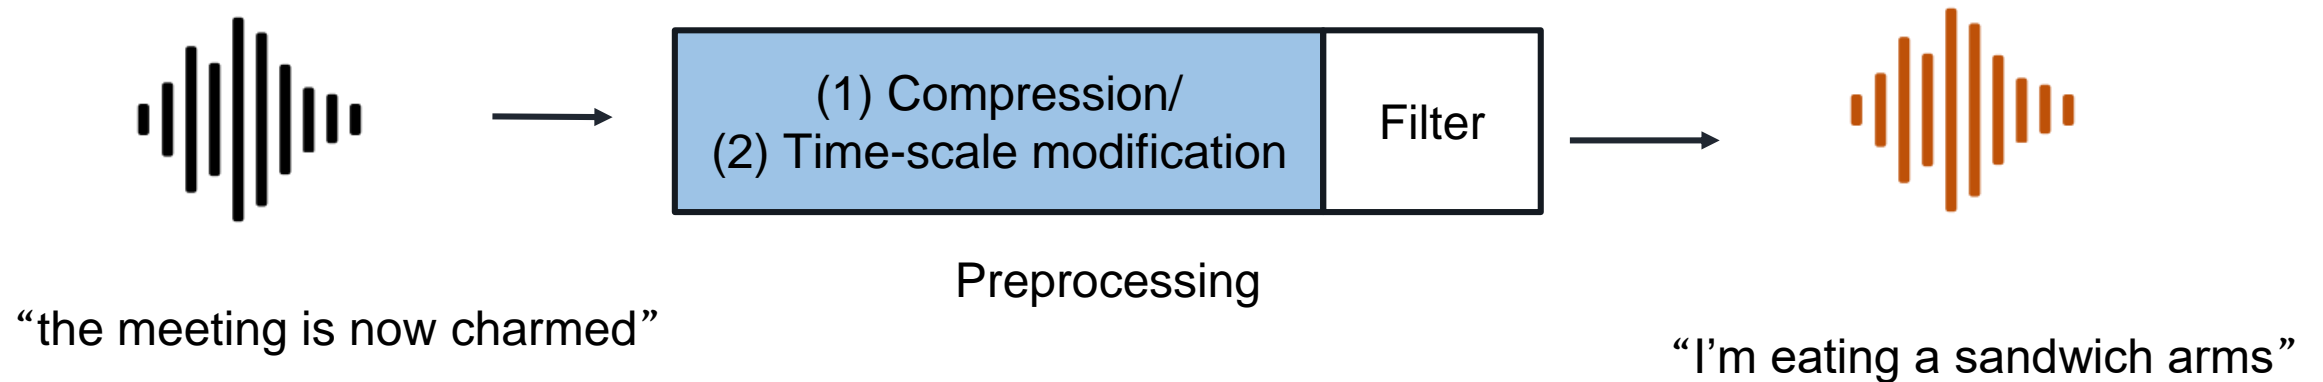 (1) Compression/
(2) Time-scale modification
Filter
Preprocessing
“the meeting is now charmed”
“I’m eating a sandwich arms”